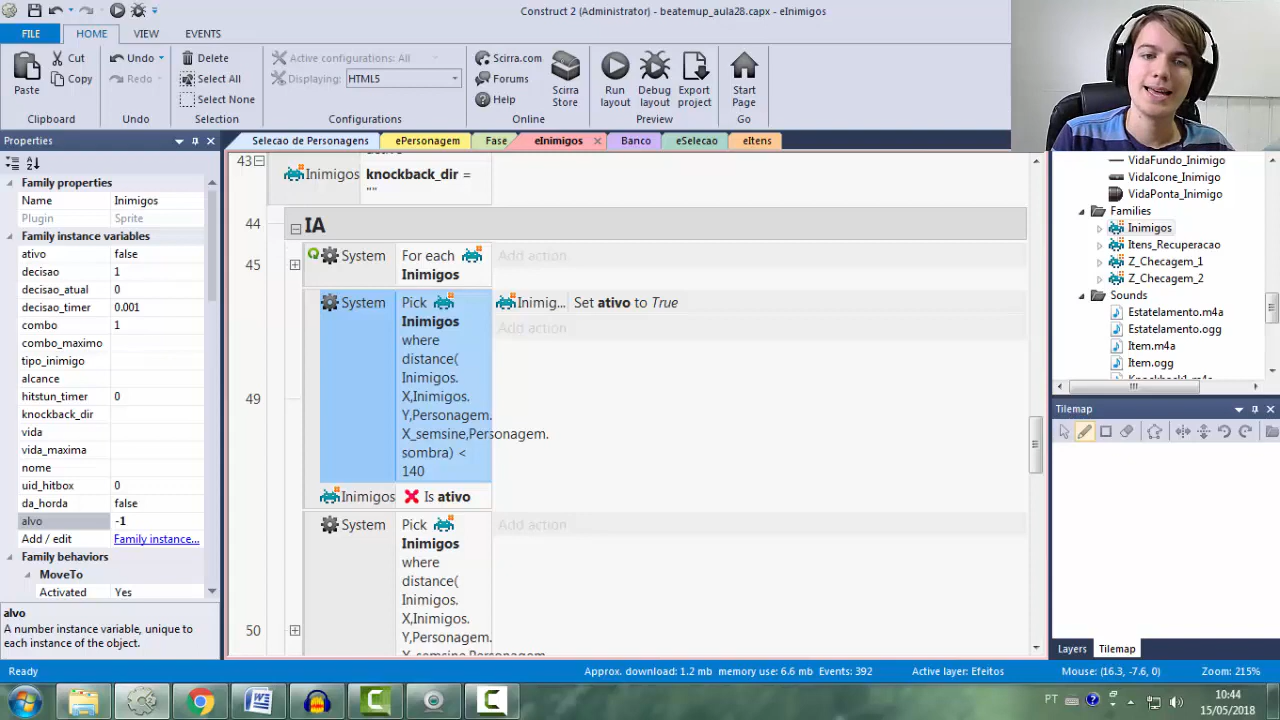 Construct 2 (Administrator) - beatemup_aula28.capx - eInimigos
FILE HOME VIEW EVENTS
Paste
Cut
Copy
Clipboard
Undo
Redo
Undo
Delete
Select All
Select None
Selection
Active configurations: All
Displaying: HTML5
Configurations
Scirra.com
Forums
Help
Scirra Store
Online
Run layout
Debug layout
Export project
Preview
Start Page
Go
Properties
Selecao de Personagens ePersonagem Fase eInimigos Banco eSelecao eItens
Family properties
Name Inimigos
Plugin Sprite
Family instance variables
ativo false
decisao 1
decisao_atual 0
decisao_timer 0.001
combo 1
combo_maximo
tipo_inimigo
alcance
hitstun_timer 0
knockback_dir
vida
vida_maxima
nome
uid_hitbox 0
da_horda false
alvo -1
Add / edit Family instance...
Family behaviors
MoveTo
Activated Yes
alvo
A number instance variable, unique to
each instance of the object.
43
Inimigos knockback_dir =
""
44 IA
45 System For each
Inimigos
Add action
49
System Pick
Inimigos
where
distance(
Inimigos.
X,Inimigos.
Y,Personagem.
X_semsine,Personagem.
sombra) <
140
Inimigos Is ativo
Inimig... Set ativo to True
Add action
50
System Pick
Inimigos
where
distance(
Inimigos.
X,Inimigos.
Y,Personagem.
Add action
VidaFundo_Inimigo
VidaIcone_Inimigo
VidaPonta_Inimigo
Families
Inimigos
Itens_Recuperacao
Z_Checagem_1
Z_Checagem_2
Sounds
Estatelamento.m4a
Estatelamento.ogg
Item.m4a
Item.ogg
Tilemap
Layers Tilemap
Ready Approx. download: 1.2 mb memory use: 6.6 mb Events: 392 Active layer: Efeitos Mouse: (16.3, -7.6, 0) Zoom: 215%
PT
10:44
15/05/2018